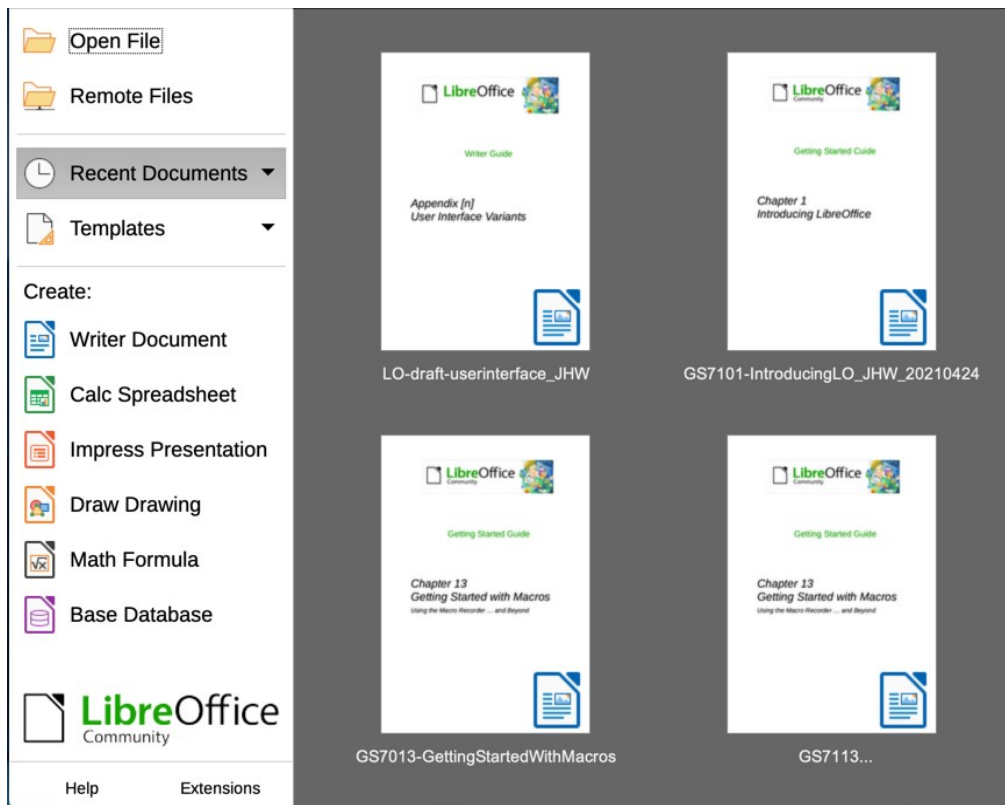 Open File
Remote Files
Recent Documents
Templates
Create:
Writer Document
Calc Spreadsheet
Impress Presentation
Draw Drawing
Math Formula
Base Database
LibreOffice
Community
Help Extensions
LibreOffice
Writer Guide
Appendix [n]
User Interface Variants
LO-draft-userinterface_JHW
LibreOffice
Community
Getting Started Guide
Chapter 1
Introducing LibreOffice
GS7101-IntroducingLO_JHW_20210424
LibreOffice
Community
Getting Started Guide
Chapter 13
Getting Started with Macros
Using the Macro Recorder ... and Beyond
GS7013-GettingStartedWithMacros
LibreOffice
Community
Getting Started Guide
Chapter 13
Getting Started with Macros
Using the Macro Recorder ... and Beyond
GS7113...